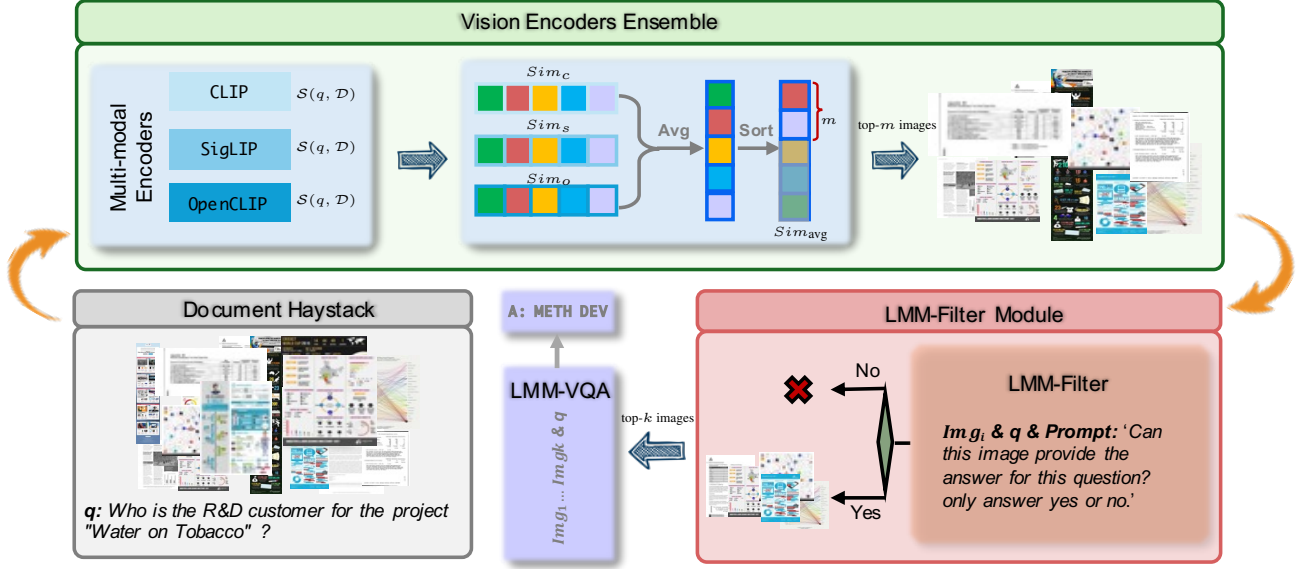 Vision Encoders Ensemble
Multi-modal
Encoders
CLIP
S(q, D)
SigLIP
S(q, D)
OpenCLIP
S(q, D)
Sim_c
Sim_s
Sim_o
Avg
Sort
m
Sim_avg
top-m images
Document Haystack
q: Who is the R&D customer for the project
"Water on Tobacco" ?
A: METH DEV
LMM-VQA
Img_1 ... Imgk & q
top-k images
LMM-Filter Module
No
Yes
LMM-Filter
Img_i & q & Prompt: ‘Can
this image provide the
answer for this question?
only answer yes or no.’